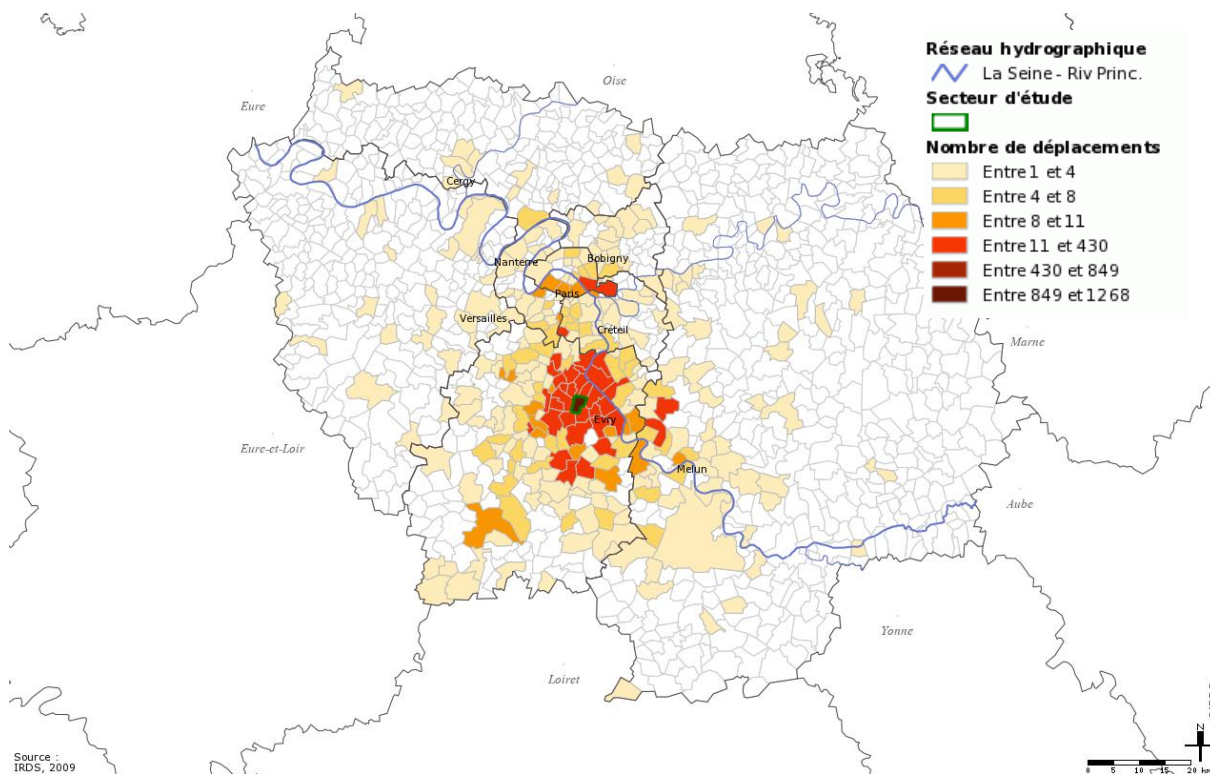 Réseau hydrographique
La Seine - Riv Princ.
Secteur d'étude
Nombre de déplacements
Entre 1 et 4
Entre 4 et 8
Entre 8 et 11
Entre 11 et 430
Entre 430 et 849
Entre 849 et 1268
Oise
Eure
Cergy
Nanterre
Bobigny
Paris
Versailles
Créteil
Marne
Evry
Eure-et-Loir
Melun
Aube
Yonne
Loiret
Source :
IRDS, 2009
N
0 5 10 15 20 km